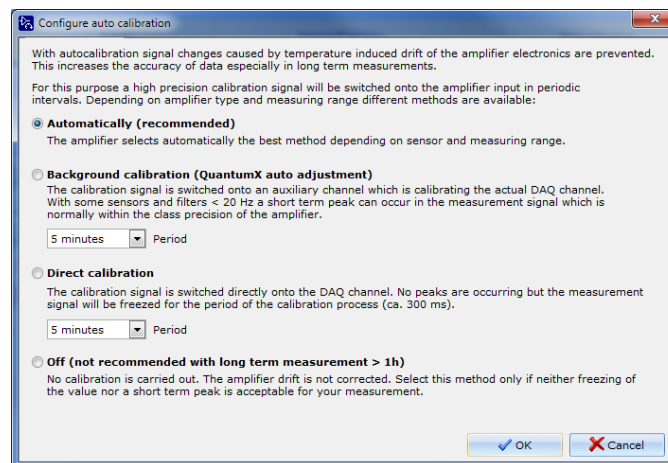 Configure auto calibration
With autocalibration signal changes caused by temperature induced drift of the amplifier electronics are prevented.
This increases the accuracy of data especially in long term measurements.
For this purpose a high precision calibration signal will be switched onto the amplifier input in periodic
intervals. Depending on amplifier type and measuring range different methods are available:
Automatically (recommended)
The amplifier selects automatically the best method depending on sensor and measuring range.
Background calibration (QuantumX auto adjustment)
The calibration signal is switched onto an auxiliary channel which is calibrating the actual DAQ channel.
With some sensors and filters < 20 Hz a short term peak can occur in the measurement signal which is
normally within the class precision of the amplifier.
5 minutes Period
Direct calibration
The calibration signal is switched directly onto the DAQ channel. No peaks are occurring but the measurement
signal will be freezed for the period of the calibration process (ca. 300 ms).
5 minutes Period
Off (not recommended with long term measurement > 1h)
No calibration is carried out. The amplifier drift is not corrected. Select this method only if neither freezing of
the value nor a short term peak is acceptable for your measurement.
OK Cancel